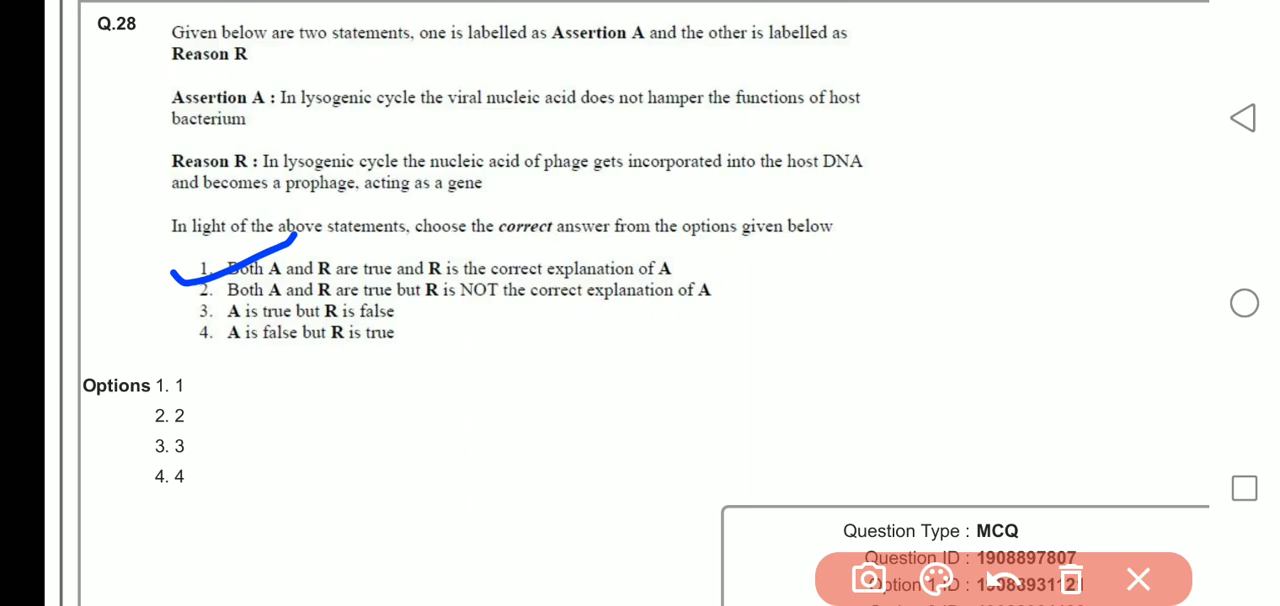 Q.28
Given below are two statements, one is labelled as Assertion A and the other is labelled as
Reason R
Assertion A : In lysogenic cycle the viral nucleic acid does not hamper the functions of host
bacterium
Reason R : In lysogenic cycle the nucleic acid of phage gets incorporated into the host DNA
and becomes a prophage, acting as a gene
In light of the above statements, choose the correct answer from the options given below
1. Both A and R are true and R is the correct explanation of A
2. Both A and R are true but R is NOT the correct explanation of A
3. A is true but R is false
4. A is false but R is true
Options 1. 1
2. 2
3. 3
4. 4
Question Type : MCQ
Question ID : 1908897807